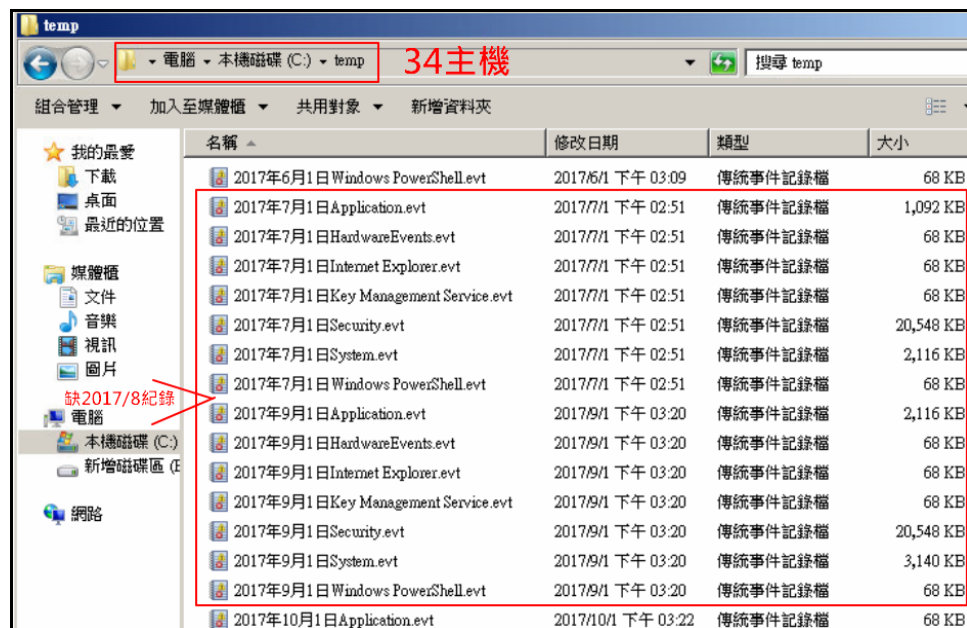 temp
電腦 本機磁碟 (C:) temp 34主機 搜尋 temp
組合管理 加入至媒體櫃 共用對象 新增資料夾
我的最愛
下載
桌面
最近的位置
媒體櫃
文件
音樂
視訊
圖片
缺2017/8紀錄
電腦
本機磁碟 (C:)
新增磁碟區 (E
網路
名稱 修改日期 類型 大小
2017年6月1日Windows PowerShell.evt 2017/6/1 下午 03:09 傳統事件記錄檔 68 KB
2017年7月1日Application.evt 2017/7/1 下午 02:51 傳統事件記錄檔 1,092 KB
2017年7月1日HardwareEvents.evt 2017/7/1 下午 02:51 傳統事件記錄檔 68 KB
2017年7月1日Internet Explorer.evt 2017/7/1 下午 02:51 傳統事件記錄檔 68 KB
2017年7月1日Key Management Service.evt 2017/7/1 下午 02:51 傳統事件記錄檔 68 KB
2017年7月1日Security.evt 2017/7/1 下午 02:51 傳統事件記錄檔 20,548 KB
2017年7月1日System.evt 2017/7/1 下午 02:51 傳統事件記錄檔 2,116 KB
2017年7月1日Windows PowerShell.evt 2017/7/1 下午 02:51 傳統事件記錄檔 68 KB
2017年9月1日Application.evt 2017/9/1 下午 03:20 傳統事件記錄檔 2,116 KB
2017年9月1日HardwareEvents.evt 2017/9/1 下午 03:20 傳統事件記錄檔 68 KB
2017年9月1日Internet Explorer.evt 2017/9/1 下午 03:20 傳統事件記錄檔 68 KB
2017年9月1日Key Management Service.evt 2017/9/1 下午 03:20 傳統事件記錄檔 68 KB
2017年9月1日Security.evt 2017/9/1 下午 03:20 傳統事件記錄檔 20,548 KB
2017年9月1日System.evt 2017/9/1 下午 03:20 傳統事件記錄檔 3,140 KB
2017年9月1日Windows PowerShell.evt 2017/9/1 下午 03:20 傳統事件記錄檔 68 KB
2017年10月1日Application.evt 2017/10/1 下午 03:22 傳統事件記錄檔 68 KB